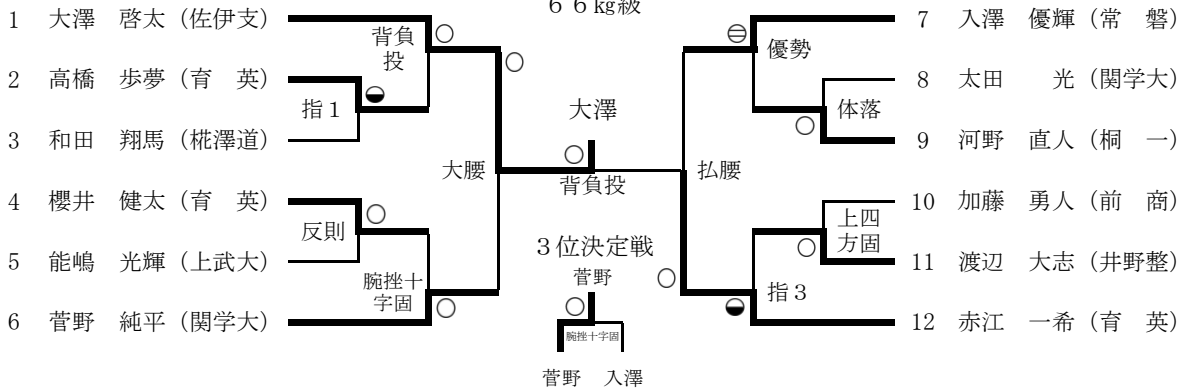 66kg級
1 大澤 啓太（佐伊支）
2 高橋 歩夢（育 英）
3 和田 翔馬（椛澤道）
4 櫻井 健太（育 英）
5 能嶋 光輝（上武大）
6 菅野 純平（関学大）
背負
投
指1
大腰
反則
腕挫十
字固
大澤
背負投
3位決定戦
菅野
腕挫十字固
菅野 入澤
優勢
体落
払腰
上四
方固
指3
7 入澤 優輝（常 磐）
8 太田 光（関学大）
9 河野 直人（桐 一）
10 加藤 勇人（前 商）
11 渡辺 大志（井野整）
12 赤江 一希（育 英）